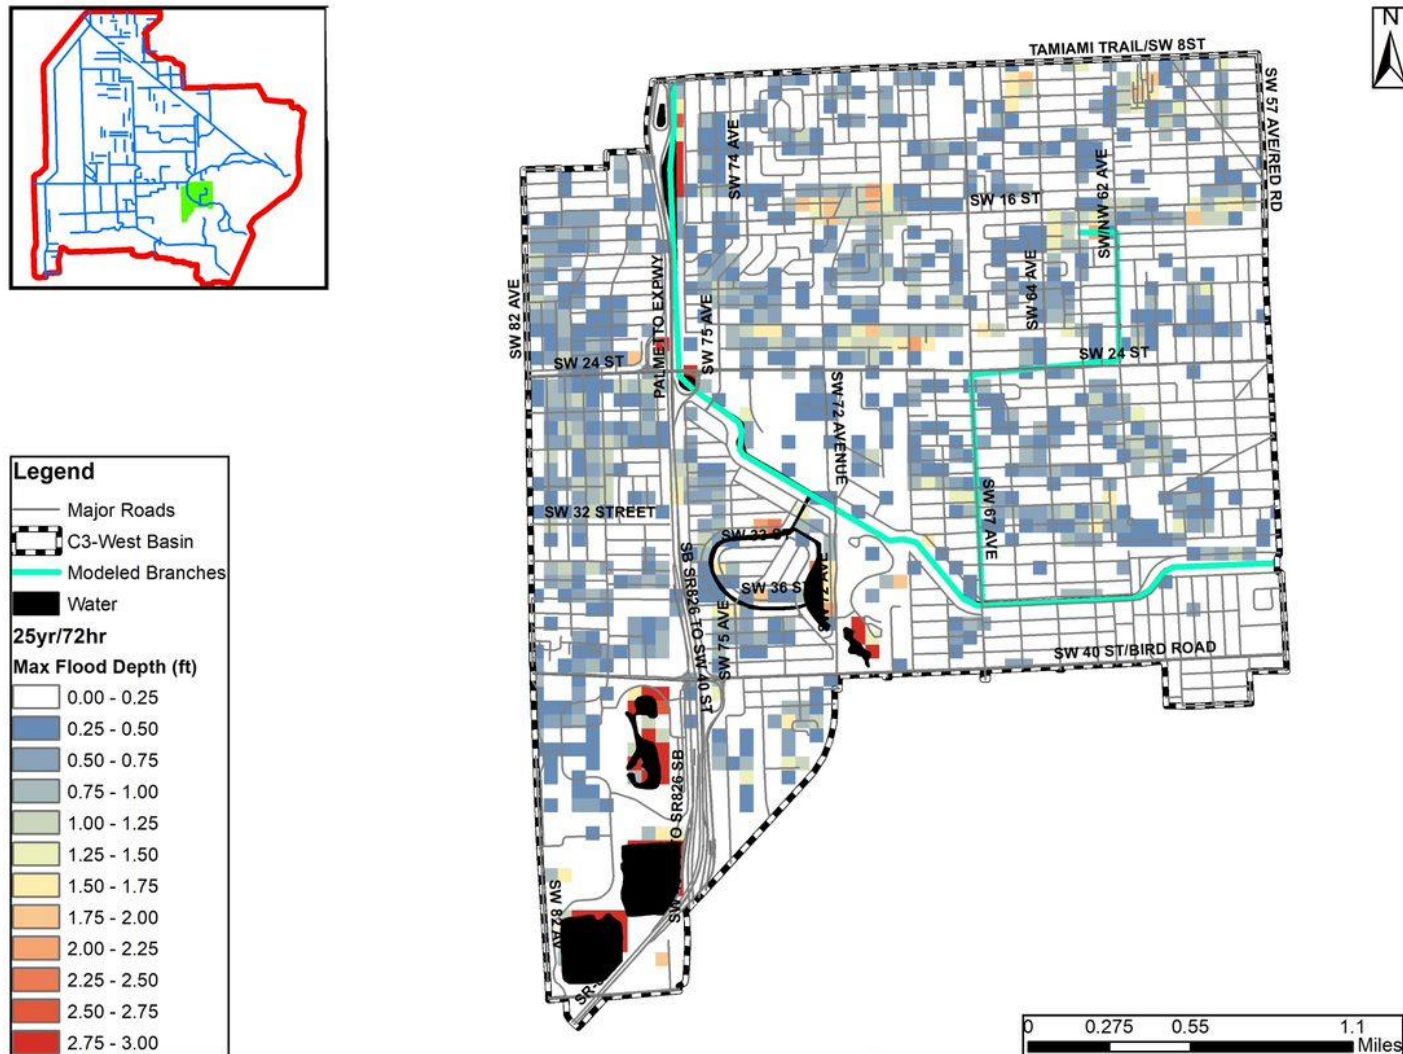 N
TAMIAMI TRAIL/SW 8ST
SW 57 AVE/RED RD
SW 74 AVE
SW/NW 62 AVE
SW 16 ST
SW 64 AVE
PALMETTO EXPWY
SW 82 AVE
SW 75 AVE
SW 24 ST
SW 24 ST
SW 72 AVENUE
SW 67 AVE
SW 32 STREET
SW 36 ST
SB SR826 TO SW 40 ST
SW 75 AVE
SW 40 ST/BIRD ROAD
TO SR826 SB
SW 82 AV
Legend
Major Roads
C3-West Basin
Modeled Branches
Water
25yr/72hr
Max Flood Depth (ft)
0.00 - 0.25
0.25 - 0.50
0.50 - 0.75
0.75 - 1.00
1.00 - 1.25
1.25 - 1.50
1.50 - 1.75
1.75 - 2.00
2.00 - 2.25
2.25 - 2.50
2.50 - 2.75
2.75 - 3.00
0 0.275 0.55 1.1
Miles